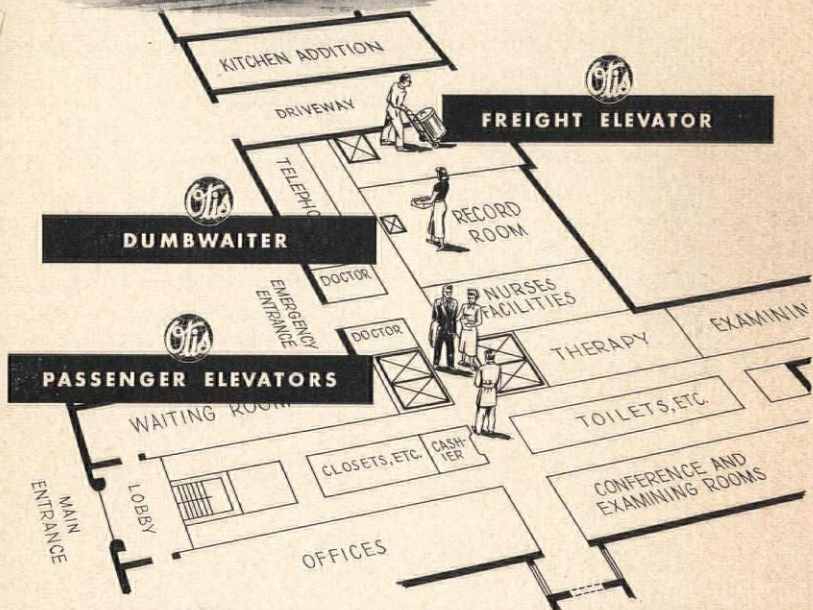 KITCHEN ADDITION
DRIVEWAY
Otis
FREIGHT ELEVATOR
Otis
DUMBWAITER
RECORD
ROOM
DOCTOR
NURSES
FACILITIES
EMERGENCY
ENTRANCE
DOCTOR
THERAPY
Otis
PASSENGER ELEVATORS
WAITING
TOILETS, ETC.
CLOSETS, ETC.
CASH-
IER
CONFERENCE AND
EXAMINING ROOMS
MAIN
ENTRANCE
LOBBY
OFFICES